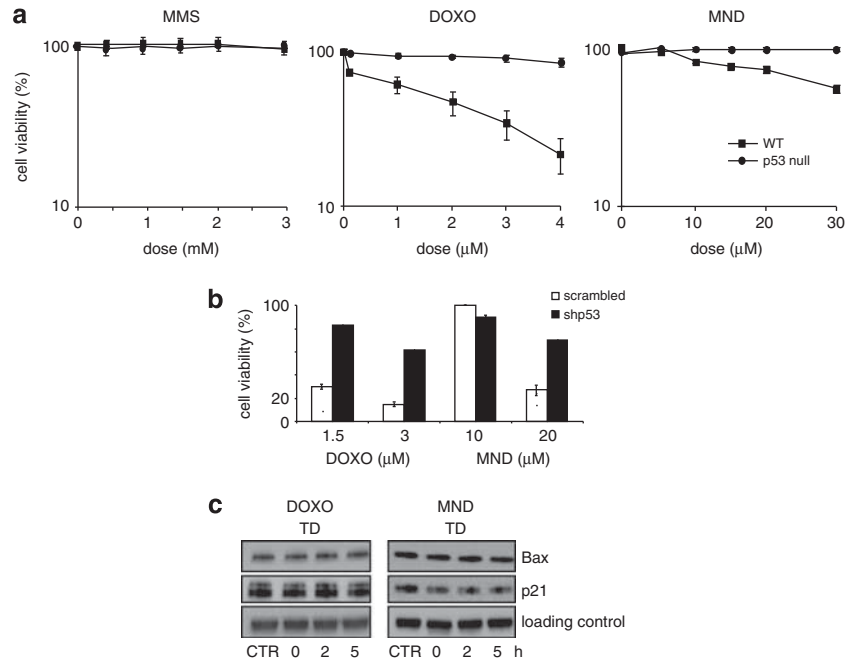 a
MMS
DOXO
MND
cell viability (%)
100
10
0 1 2 3
dose (mM)
100
10
0 1 2 3 4
dose (µM)
100
10
0 10 20 30
dose (µM)
WT
p53 null
b
cell viability (%)
100
20
0
scrambled
shp53
1.5 3 10 20
DOXO (µM) MND (µM)
c
DOXO MND
TD TD
Bax
p21
loading control
CTR 0 2 5 CTR 0 2 5 h